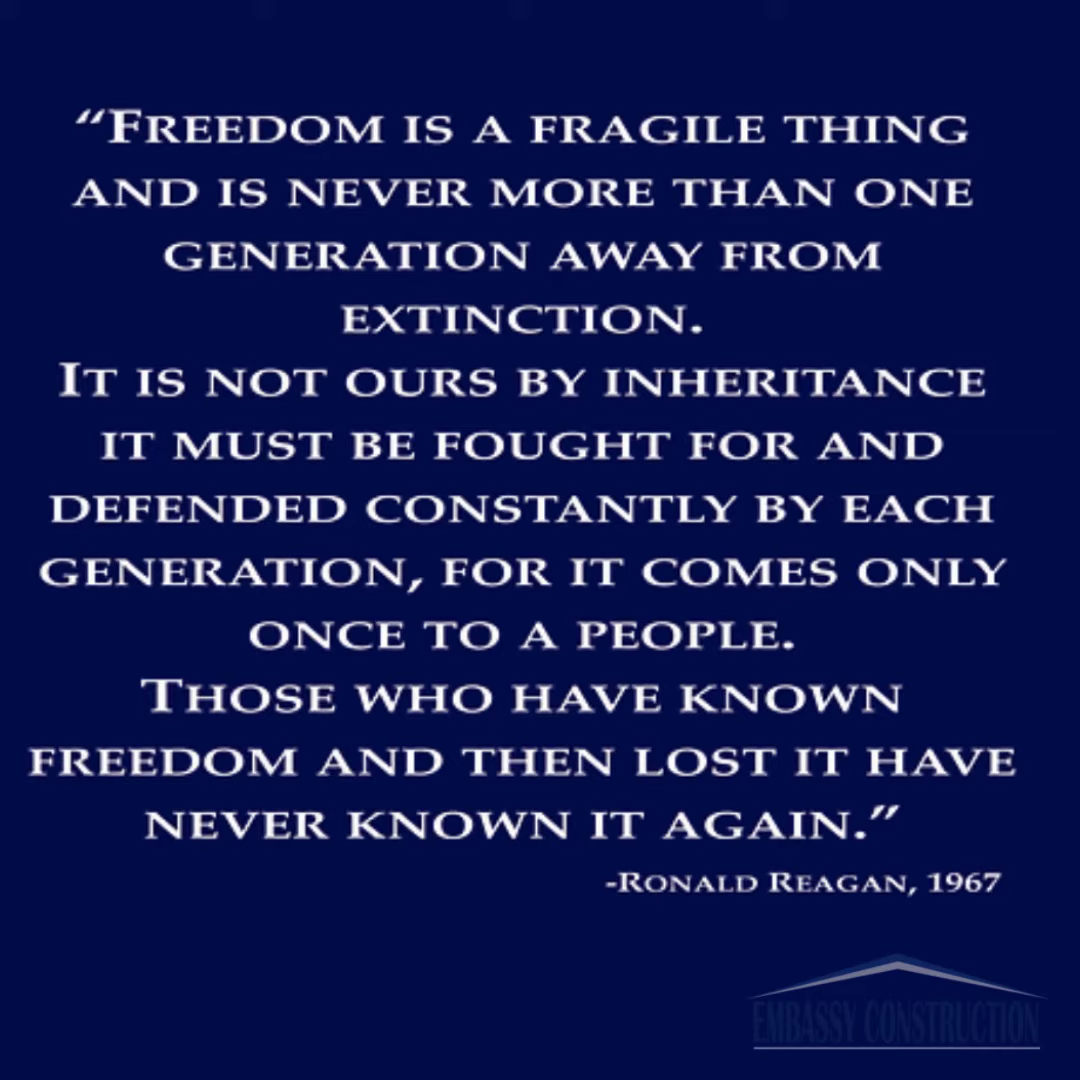 “Freedom is a fragile thing
and is never more than one
generation away from
extinction.
It is not ours by inheritance
it must be fought for and
defended constantly by each
generation, for it comes only
once to a people.
Those who have known
freedom and then lost it have
never known it again.”
-Ronald Reagan, 1967
EMBASSY CONSTRUCTION